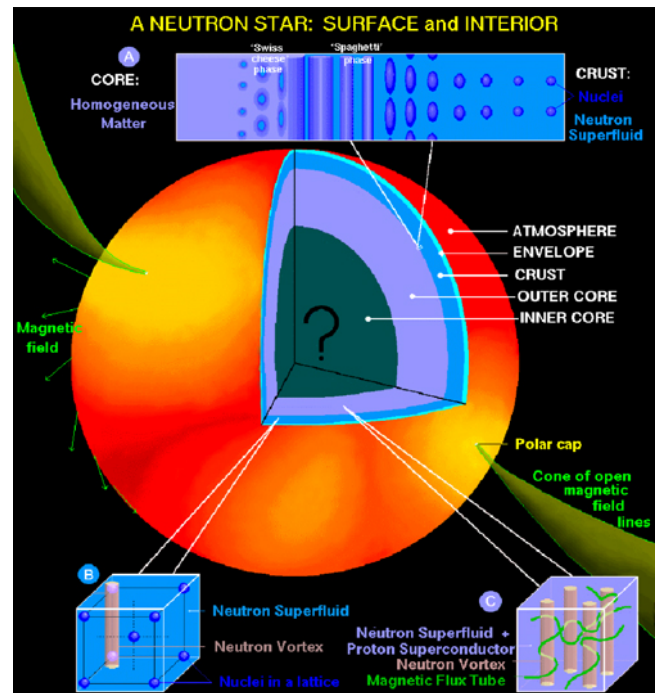 A NEUTRON STAR: SURFACE and INTERIOR
A
'Swiss
cheese
phase
'Spaghetti'
phase
CORE:
Homogeneous
Matter
CRUST:
Nuclei
Neutron
Superfluid
ATMOSPHERE
ENVELOPE
CRUST
OUTER CORE
INNER CORE
?
Magnetic
field
Polar cap
Cone of open
magnetic
field
lines
B
Neutron Superfluid
Neutron Vortex
Nuclei in a lattice
C
Neutron Superfluid +
Proton Superconductor
Neutron Vortex
Magnetic Flux Tube